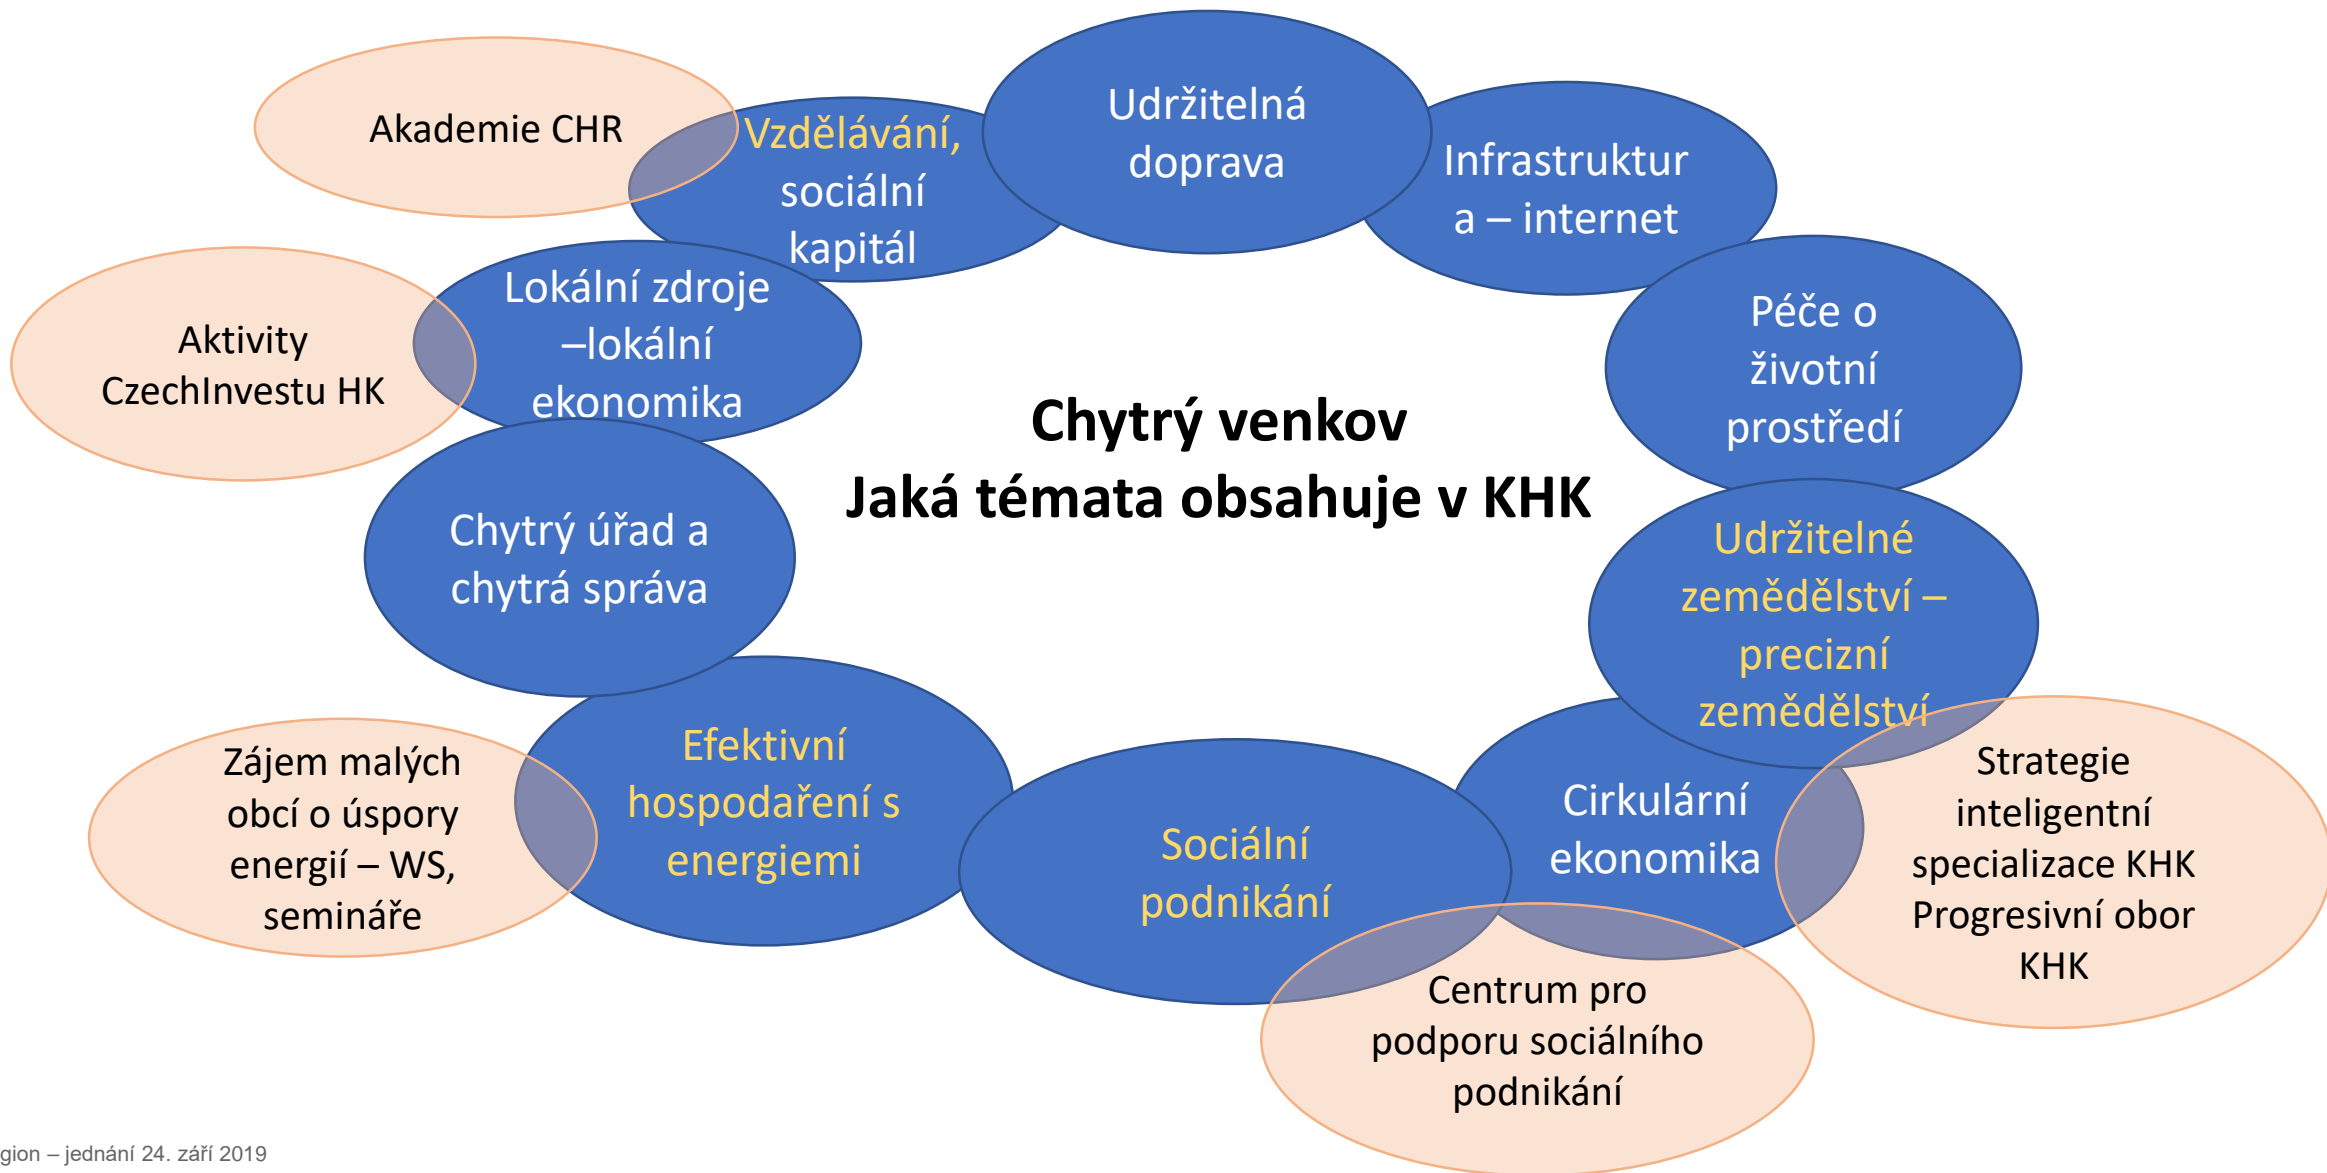 Akademie CHR
Vzdělávání,
sociální
kapitál
Udržitelná
doprava
Infrastruktur
a – internet
Péče o
životní
prostředí
Aktivity
CzechInvestu HK
Lokální zdroje
–lokální
ekonomika
Chytrý venkov
Jaká témata obsahuje v KHK
Chytrý úřad a
chytrá správa
Udržitelné
zemědělství –
precizní
zemědělství
Zájem malých
obcí o úspory
energií – WS,
semináře
Efektivní
hospodaření s
energiemi
Sociální
podnikání
Cirkulární
ekonomika
Strategie
inteligentní
specializace KHK
Progresivní obor
KHK
Centrum pro
podporu sociálního
podnikání
gion – jednání 24. září 2019